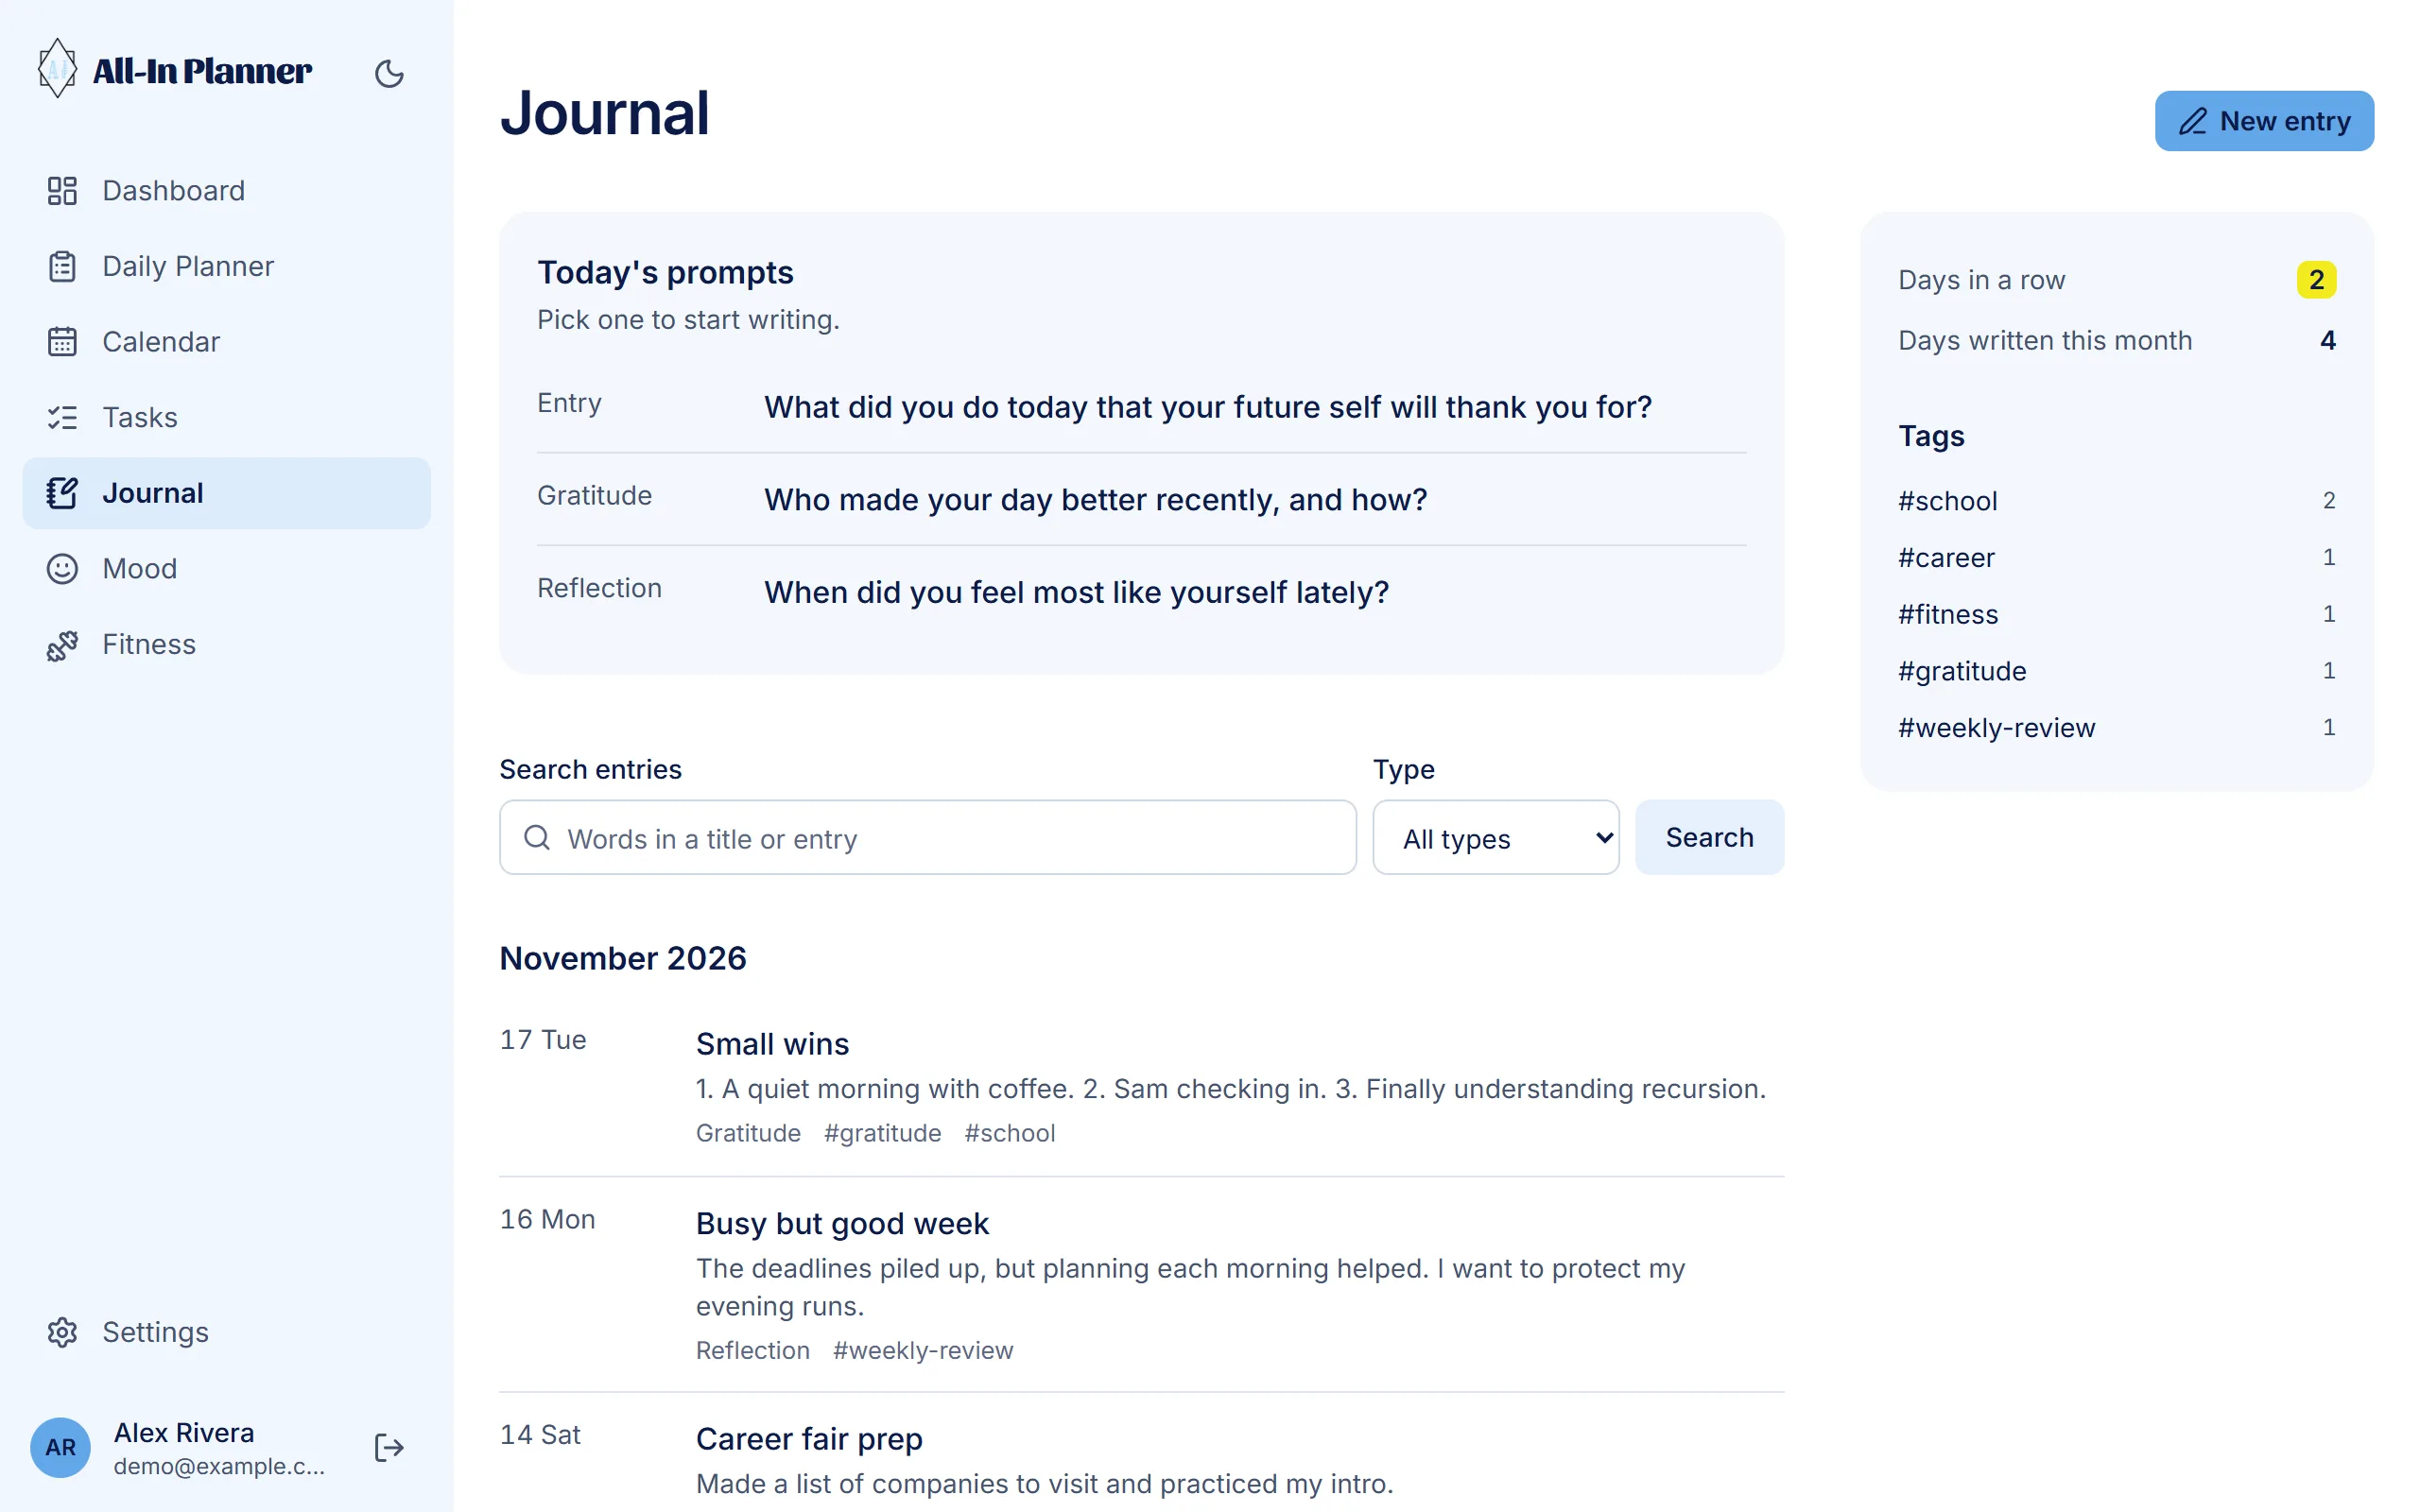 All-In Planner
Dashboard
Daily Planner
Calendar
Tasks
Journal
Mood
Fitness
Settings
AR
Alex Rivera
demo@example.c...
Journal
New entry
Today's prompts
Pick one to start writing.
Entry What did you do today that your future self will thank you for?
Gratitude Who made your day better recently, and how?
Reflection When did you feel most like yourself lately?
Search entries
Words in a title or entry
Type
All types
Search
November 2026
17 Tue
Small wins
1. A quiet morning with coffee. 2. Sam checking in. 3. Finally understanding recursion.
Gratitude #gratitude #school
16 Mon
Busy but good week
The deadlines piled up, but planning each morning helped. I want to protect my
evening runs.
Reflection #weekly-review
14 Sat
Career fair prep
Made a list of companies to visit and practiced my intro.
Days in a row 2
Days written this month 4
Tags
#school 2
#career 1
#fitness 1
#gratitude 1
#weekly-review 1